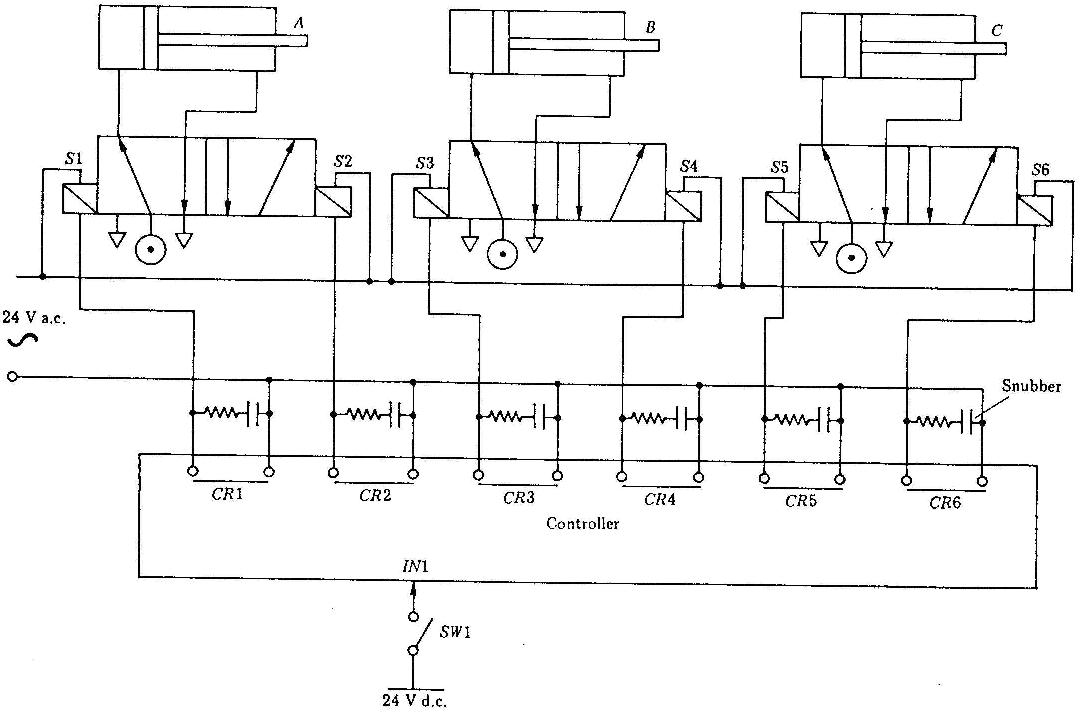 A
B
C
S1
S2
S3
S4
S5
S6
24 V a.c.
Snubber
CR1
CR2
CR3
CR4
CR5
CR6
Controller
IN1
SW1
24 V d.c.